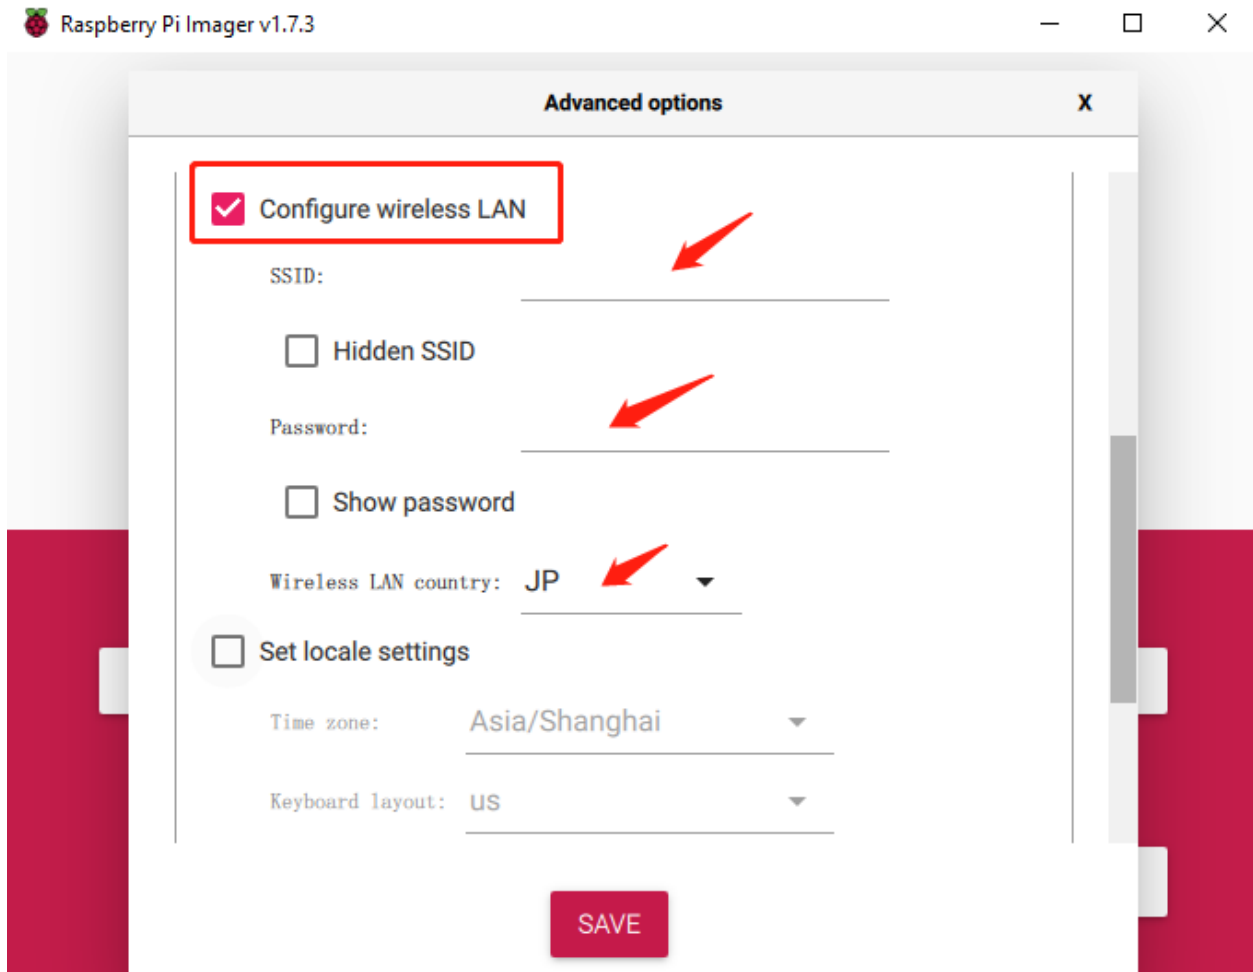 Raspberry Pi Imager v1.7.3
Advanced options X
Configure wireless LAN
SSID:
Hidden SSID
Password:
Show password
Wireless LAN country: JP
Set locale settings
Time zone: Asia/Shanghai
Keyboard layout: us
SAVE